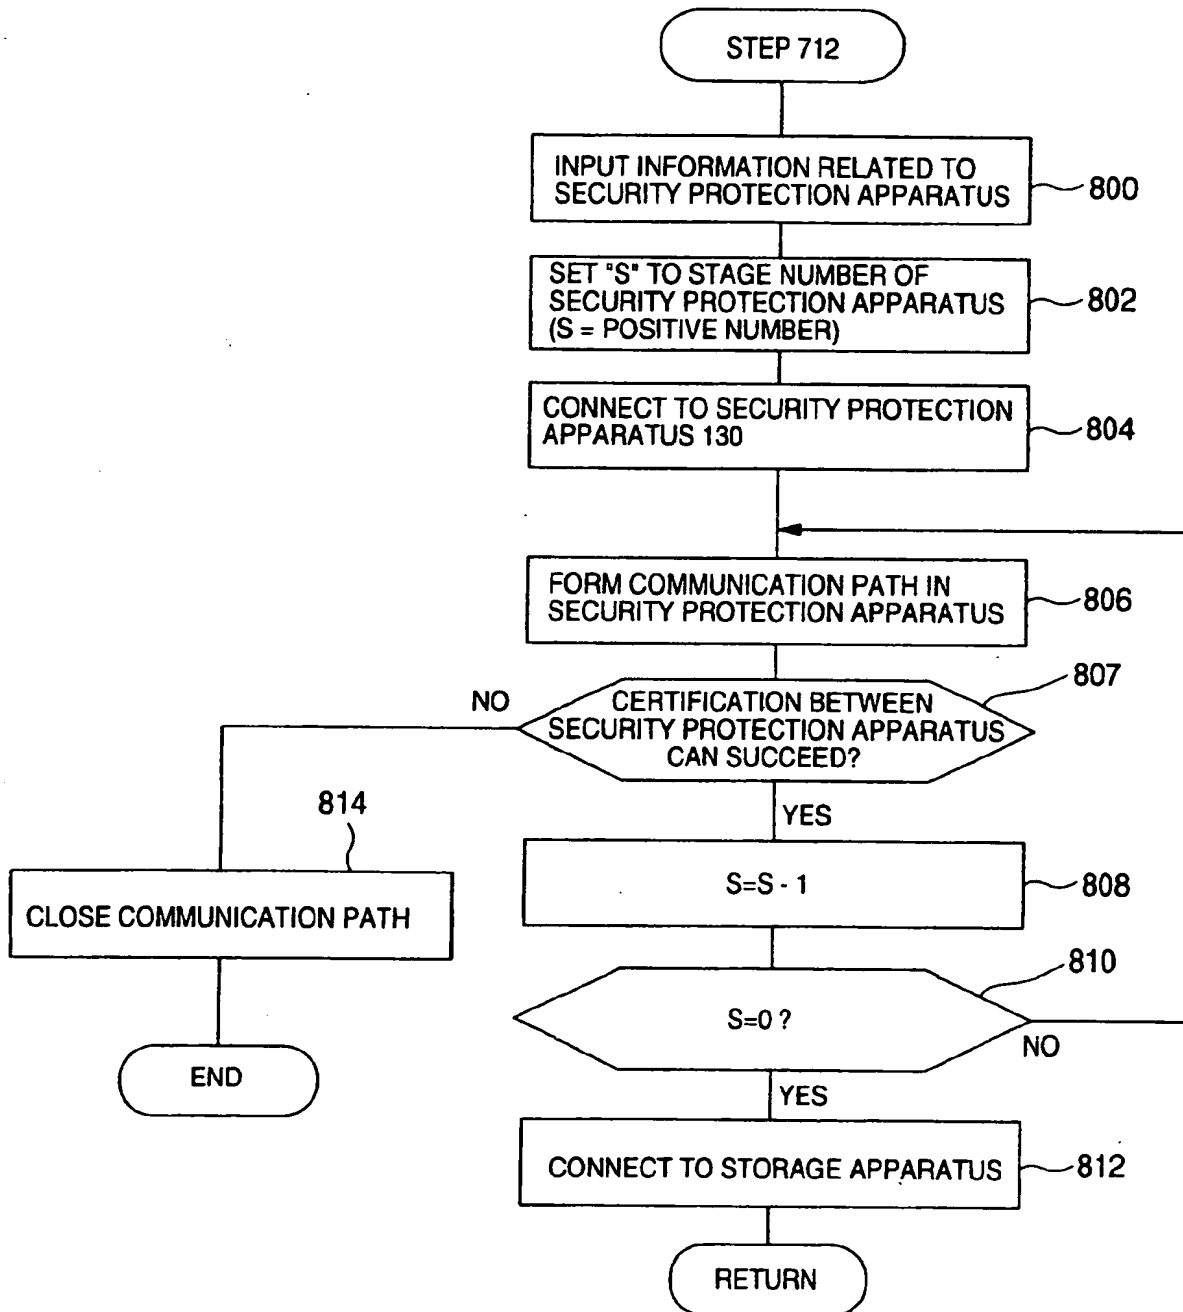 STEP 712
INPUT INFORMATION RELATED TO
SECURITY PROTECTION APPARATUS
800
SET "S" TO STAGE NUMBER OF
SECURITY PROTECTION APPARATUS
(S = POSITIVE NUMBER)
802
CONNECT TO SECURITY PROTECTION
APPARATUS 130
804
FORM COMMUNICATION PATH IN
SECURITY PROTECTION APPARATUS
806
807
NO
CERTIFICATION BETWEEN
SECURITY PROTECTION APPARATUS
CAN SUCCEED?
YES
814
CLOSE COMMUNICATION PATH
END
S=S - 1
808
810
S=0 ?
NO
YES
CONNECT TO STORAGE APPARATUS
812
RETURN